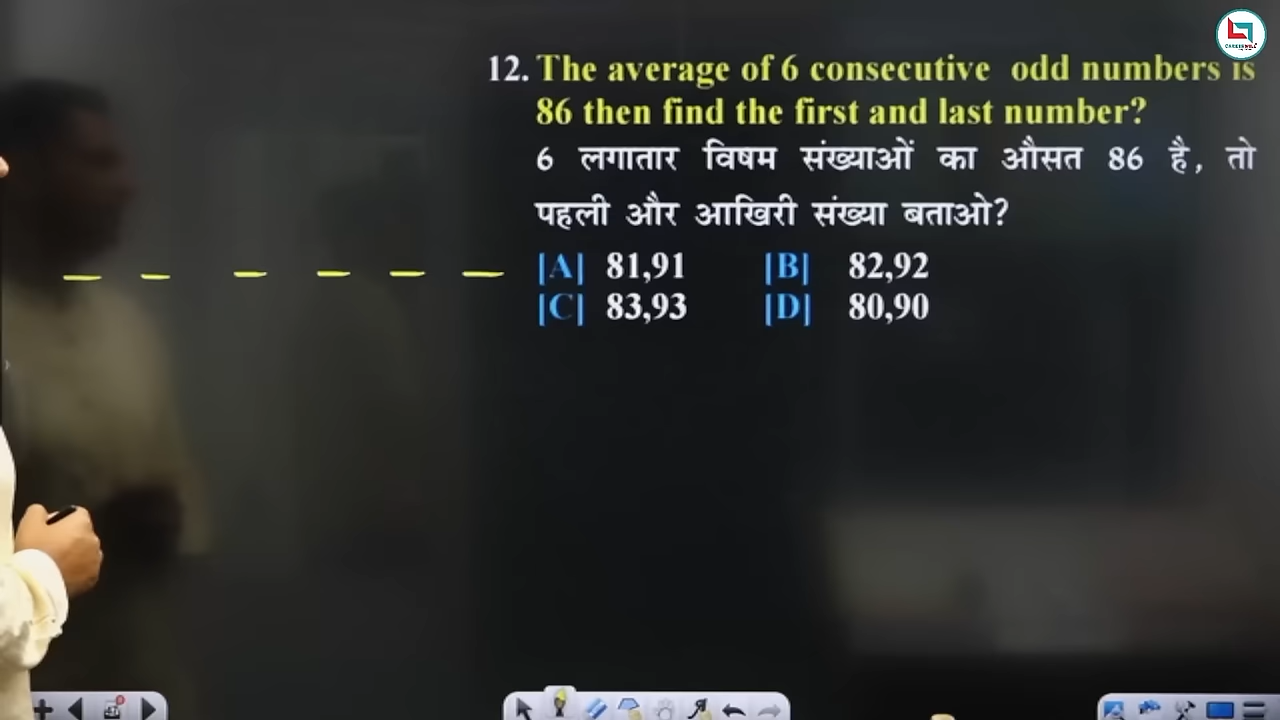 12. The average of 6 consecutive odd numbers is
86 then find the first and last number?
6 लगातार विषम संख्याओं का औसत 86 है, तो
पहली और आखिरी संख्या बताओ?
[A] 81,91 [B] 82,92
[C] 83,93 [D] 80,90